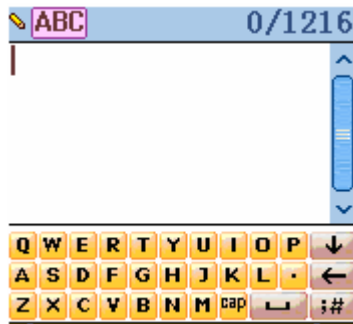 ABC 0/1216
Q W E R T Y U I O P ↓
A S D F G H J K L · ←
Z X C V B N M cap ;#